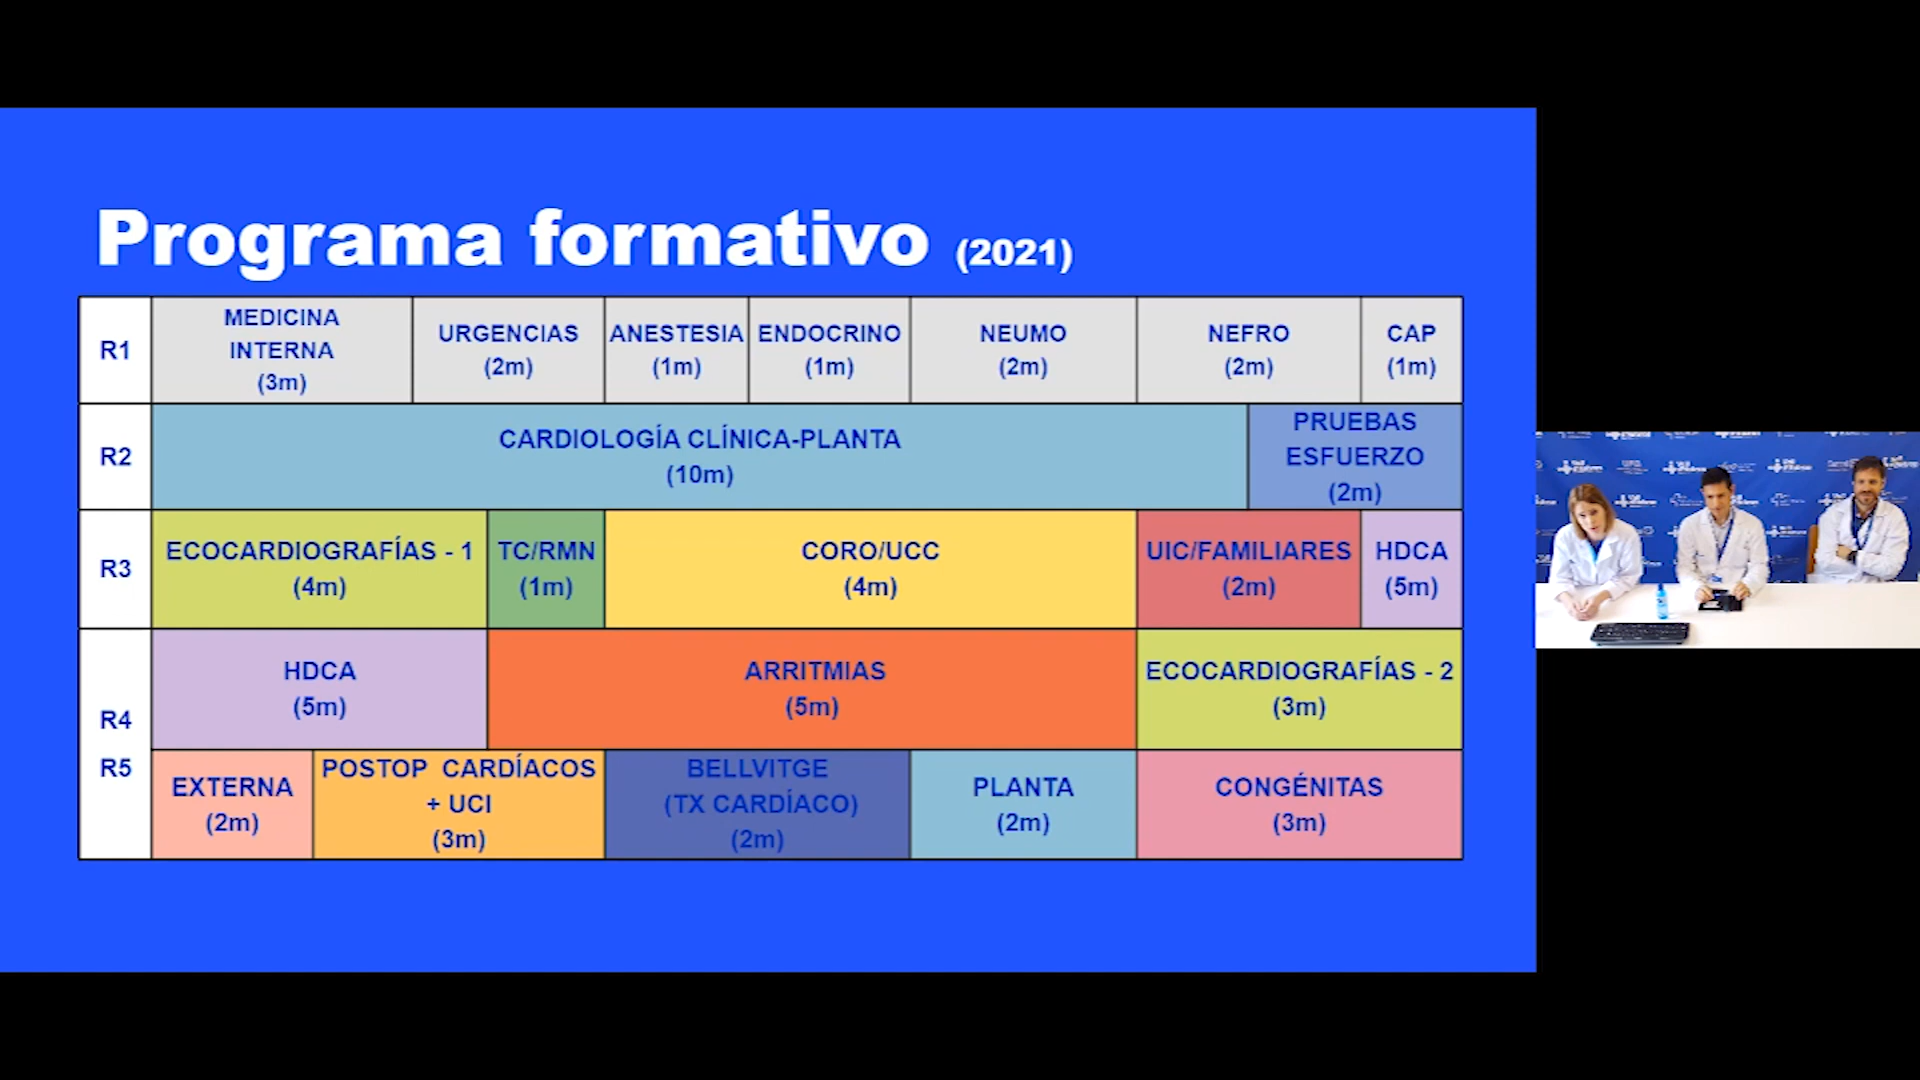 Programa formativo (2021)
R1
MEDICINA
INTERNA
(3m)
URGENCIAS
(2m)
ANESTESIA
(1m)
ENDOCRINO
(1m)
NEUMO
(2m)
NEFRO
(2m)
CAP
(1m)
R2
CARDIOLOGÍA CLÍNICA-PLANTA
(10m)
PRUEBAS
ESFUERZO
(2m)
R3
ECOCARDIOGRAFÍAS - 1
(4m)
TC/RMN
(1m)
CORO/UCC
(4m)
UIC/FAMILIARES
(2m)
HDCA
(5m)
R4
HDCA
(5m)
ARRITMIAS
(5m)
ECOCARDIOGRAFÍAS - 2
(3m)
R5
EXTERNA
(2m)
POSTOP CARDÍACOS
+ UCI
(3m)
BELLVITGE
(TX CARDÍACO)
(2m)
PLANTA
(2m)
CONGÉNITAS
(3m)